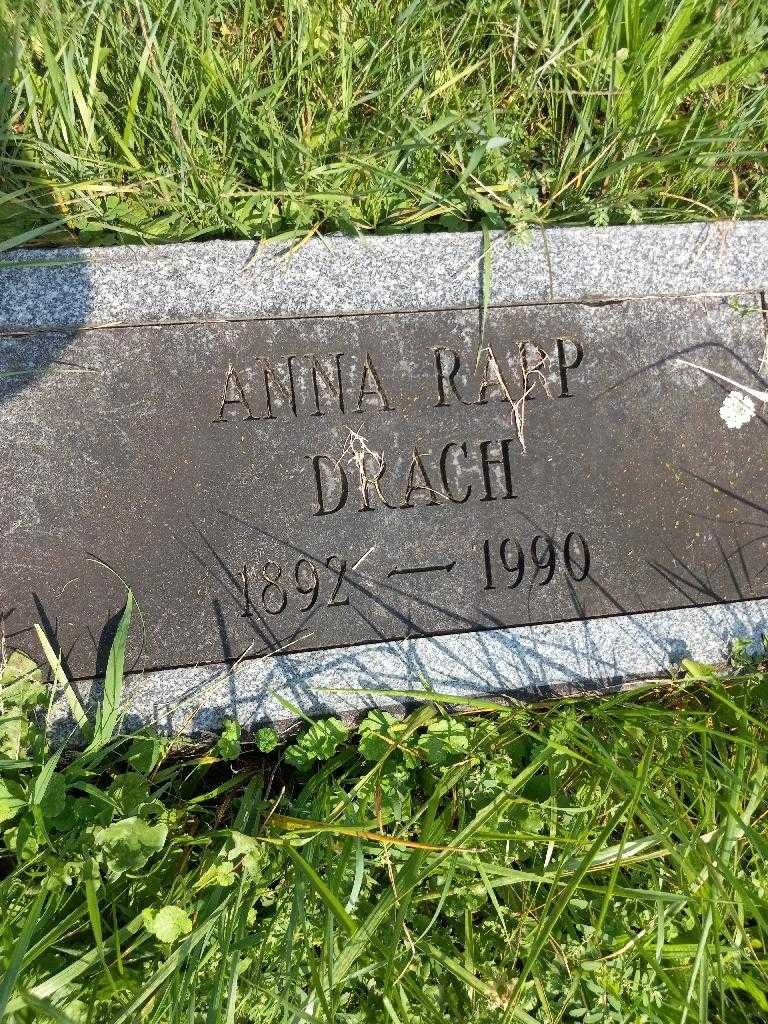 ANNA RAPP
DRACH
1892 — 1990